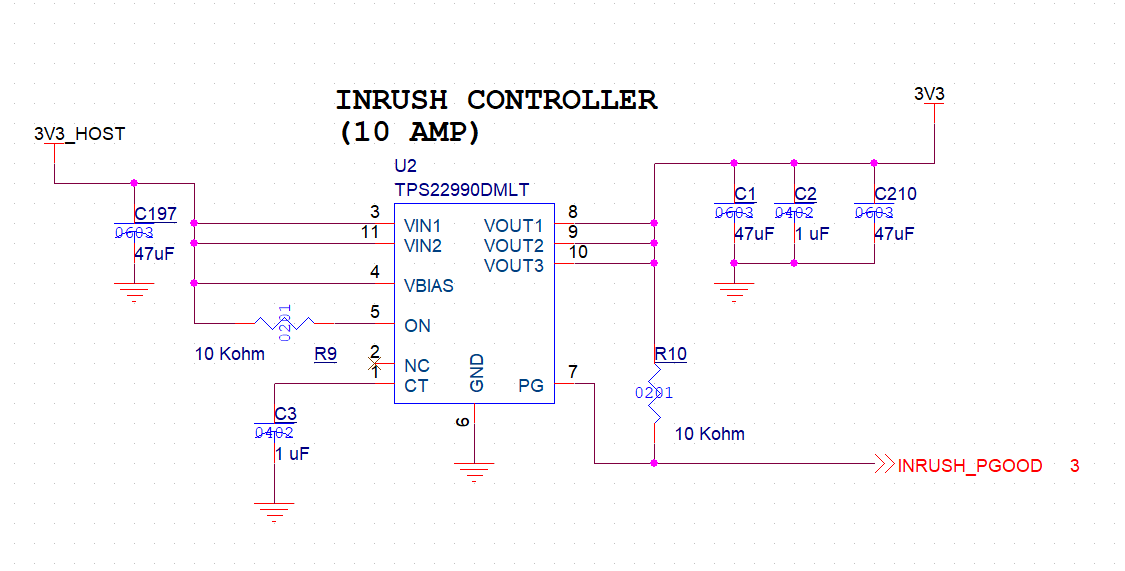 INRUSH CONTROLLER
(10 AMP)
3V3_HOST
3V3
U2
TPS22990DMLT
C197
0603
47uF
3
11
4
5
2
1
VIN1
VIN2
VBIAS
ON
NC
CT
GND
6
VOUT1
VOUT2
VOUT3
PG
8
9
10
7
C1
0603
47uF
C2
0402
1 uF
C210
0603
47uF
0201
10 Kohm
R9
C3
0402
1 uF
R10
0201
10 Kohm
INRUSH_PGOOD 3